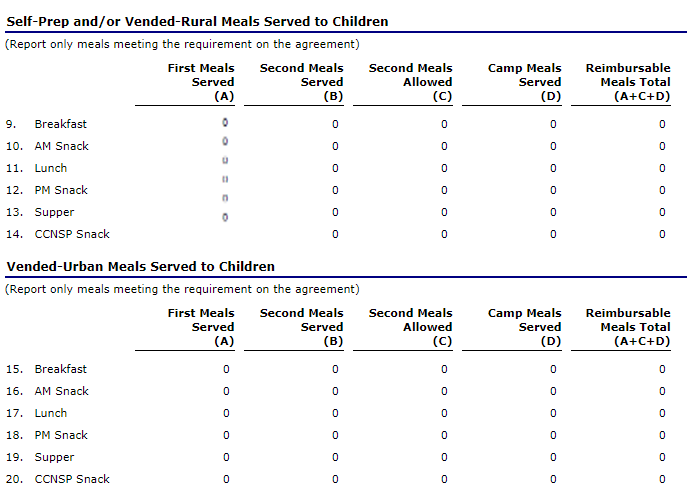 Self-Prep and/or Vended-Rural Meals Served to Children
(Report only meals meeting the requirement on the agreement)
First Meals Served (A) Second Meals Served (B) Second Meals Allowed (C) Camp Meals Served (D) Reimbursable Meals Total (A+C+D)
9. Breakfast 0 0 0 0 0
10. AM Snack 0 0 0 0 0
11. Lunch 0 0 0 0
12. PM Snack 0 0 0 0
13. Supper 0 0 0 0
14. CCNSP Snack 0 0 0 0
Vended-Urban Meals Served to Children
(Report only meals meeting the requirement on the agreement)
First Meals Served (A) Second Meals Served (B) Second Meals Allowed (C) Camp Meals Served (D) Reimbursable Meals Total (A+C+D)
15. Breakfast 0 0 0 0 0
16. AM Snack 0 0 0 0 0
17. Lunch 0 0 0 0 0
18. PM Snack 0 0 0 0 0
19. Supper 0 0 0 0 0
20. CCNSP Snack 0 0 0 0 0